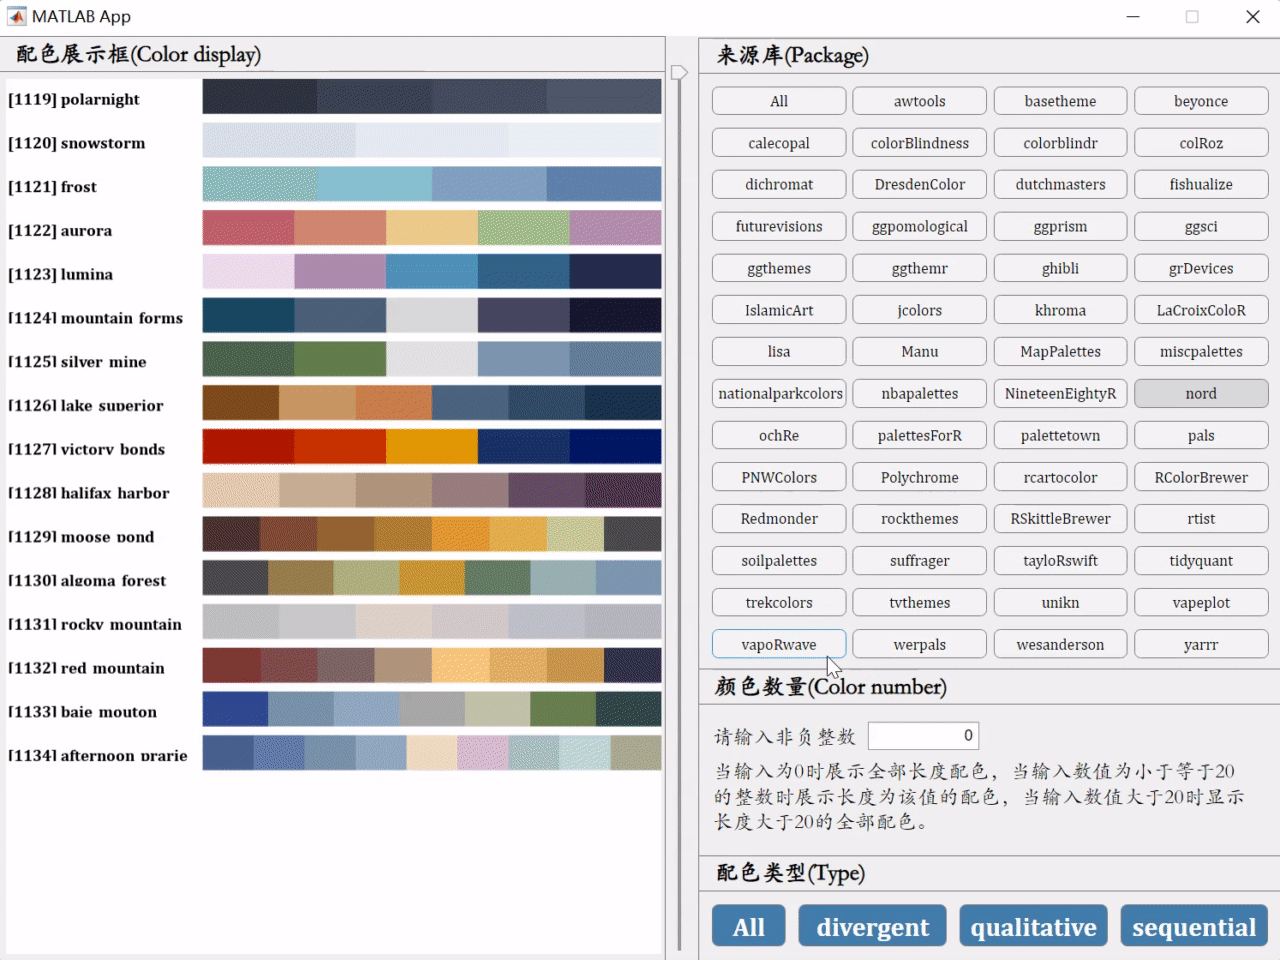 MATLAB App
配色展示框(Color display)
[1119] polarnight
[1120] snowstorm
[1121] frost
[1122] aurora
[1123] lumina
[1124] mountain forms
[1125] silver mine
[1126] lake superior
[1127] victory bonds
[1128] halifax harbor
[1129] moose pond
[1130] algoma forest
[1131] rocky mountain
[1132] red mountain
[1133] baie mouton
[1134] afternoon prarie
来源库(Package)
All awtools basetheme beyonce
calecopal colorBlindness colorblindr colRoz
dichromat DresdenColor dutchmasters fishualize
futurevisions ggpomological ggprism ggsci
ggthemes ggthemr ghibli grDevices
IslamicArt jcolors khroma LaCroixColoR
lisa Manu MapPalettes miscpalettes
nationalparkcolors nbapalettes NineteenEightyR nord
ochRe palettesForR palettetown pals
PNWColors Polychrome rcartocolor RColorBrewer
Redmonder rockthemes RSkittleBrewer rtist
soilpalettes suffrager tayloRswift tidyquant
trekcolors tvthemes unikn vapeplot
vapoRwave werpals wesanderson yarrr
颜色数量(Color number)
请输入非负整数 0
当输入为0时展示全部长度配色，当输入数值为小于等于20
的整数时展示长度为该值的配色，当输入数值大于20时显示
长度大于20的全部配色。
配色类型(Type)
All divergent qualitative sequential